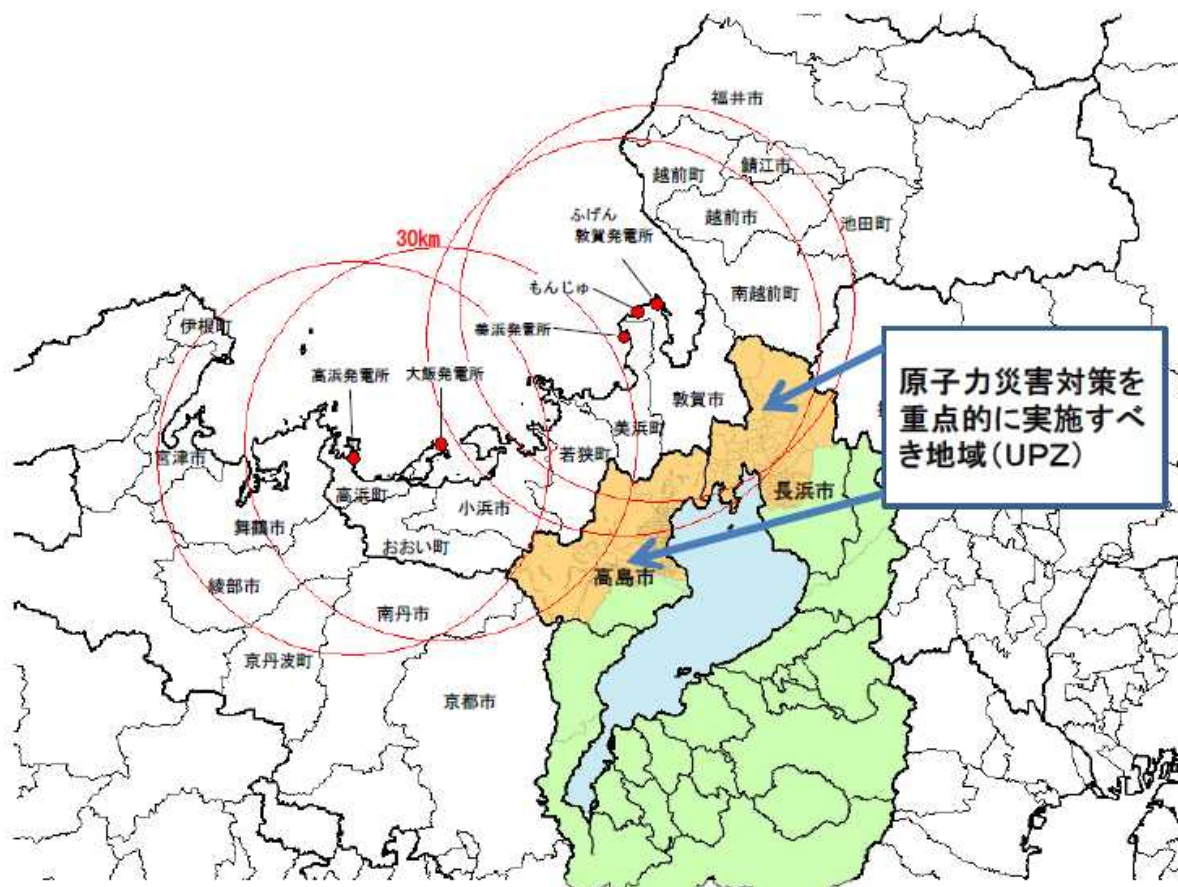 福井市
越前町
鯖江市
越前市
池田町
ふげん
敦賀発電所
30km
もんじゅ
南越前町
伊根町
美浜発電所
高浜発電所
大飯発電所
原子力災害対策を
重点的に実施すべ
き地域(UPZ)
敦賀市
美浜町
若狭町
宮津市
高浜町
長浜市
小浜市
舞鶴市
おおい町
高島市
綾部市
南丹市
京丹波町
京都市